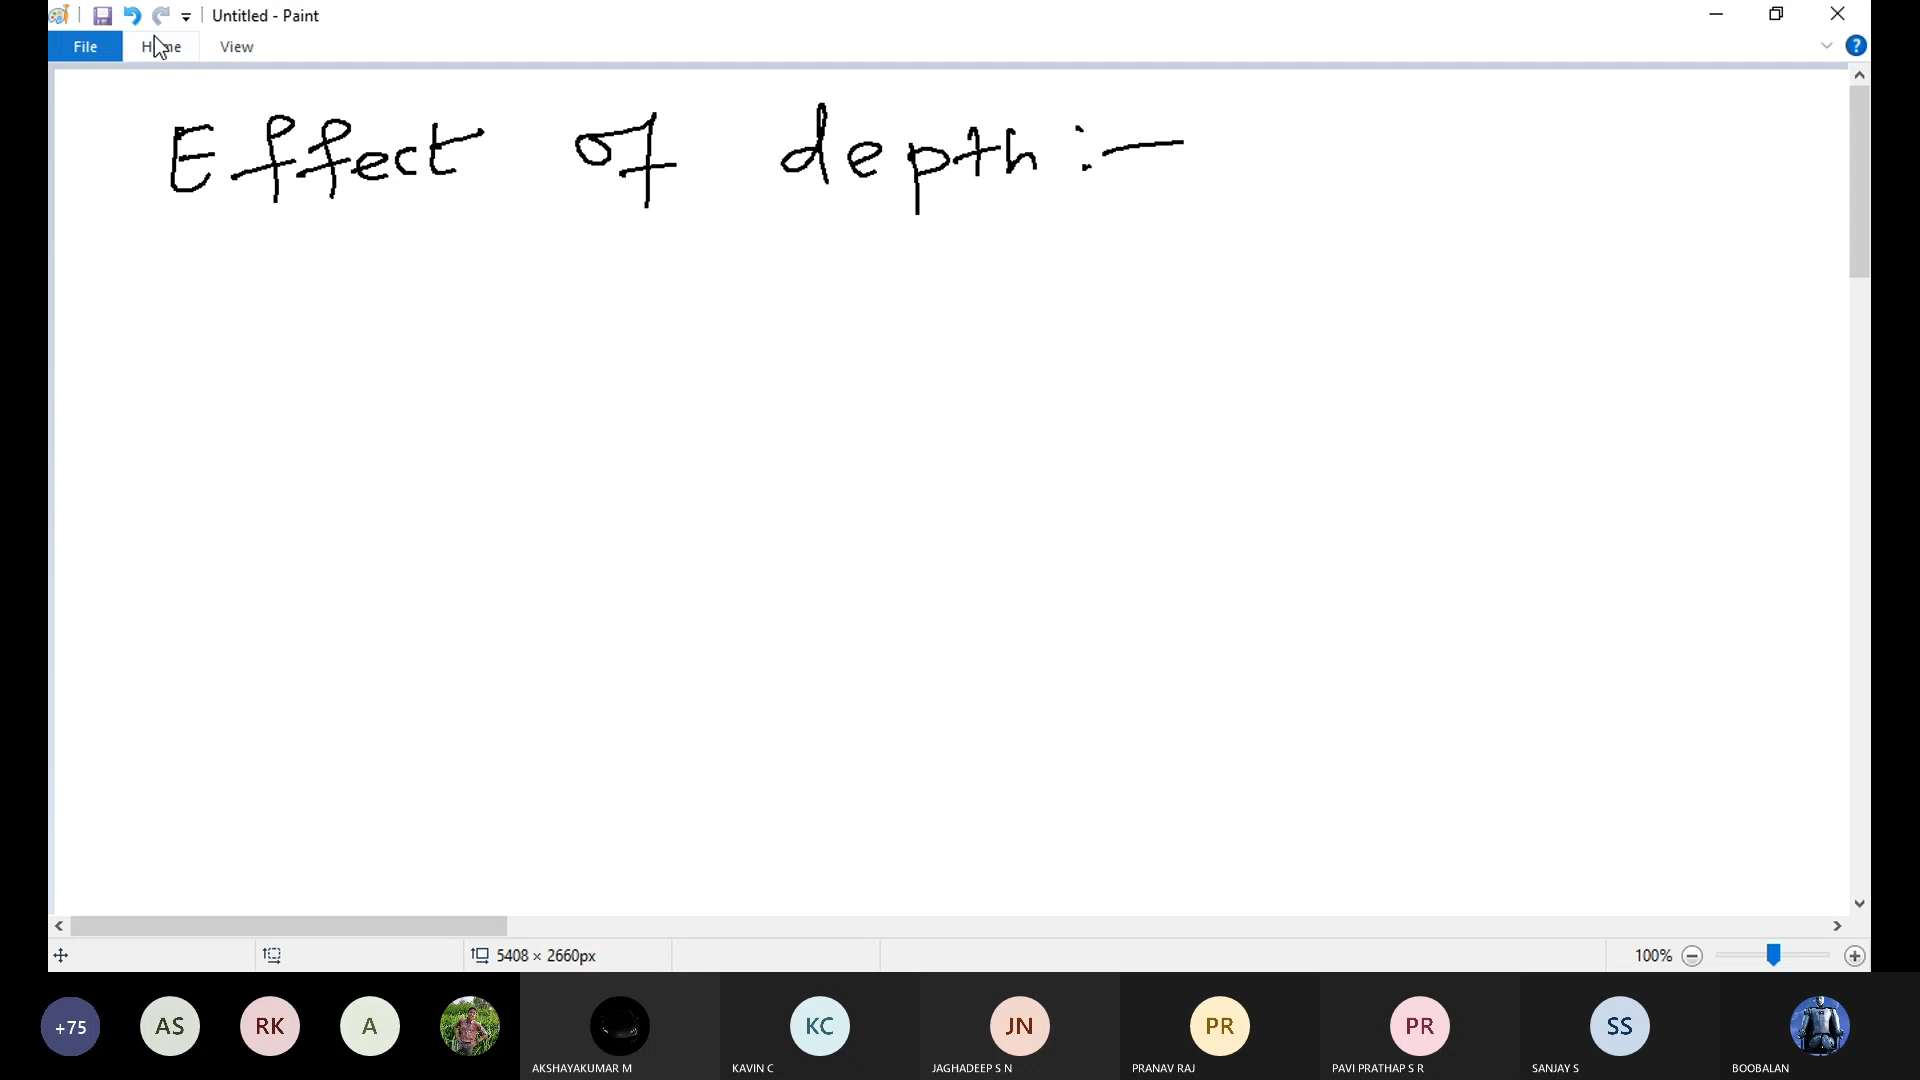 Untitled - Paint
File Home View
Effect of depth :-
5408 × 2660px
100%
+75 AS RK A KC JN PR PR SS
AKSHAYAKUMAR M KAVIN C JAGHADEEP S N PRANAV RAJ PAVI PRATHAP S R SANJAY S BOOBALAN